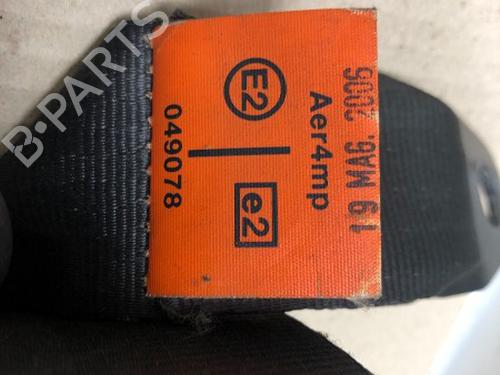 19 MAG. 2006
Aer4mp
E2 e2
049078
B-PARTS